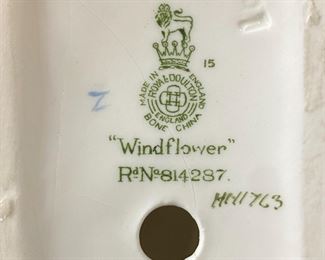 15
MADE IN ENGLAND
ROYAL DOULTON
ENGLAND
BONE CHINA
"Windflower"
Rd No 814287.
HN1763